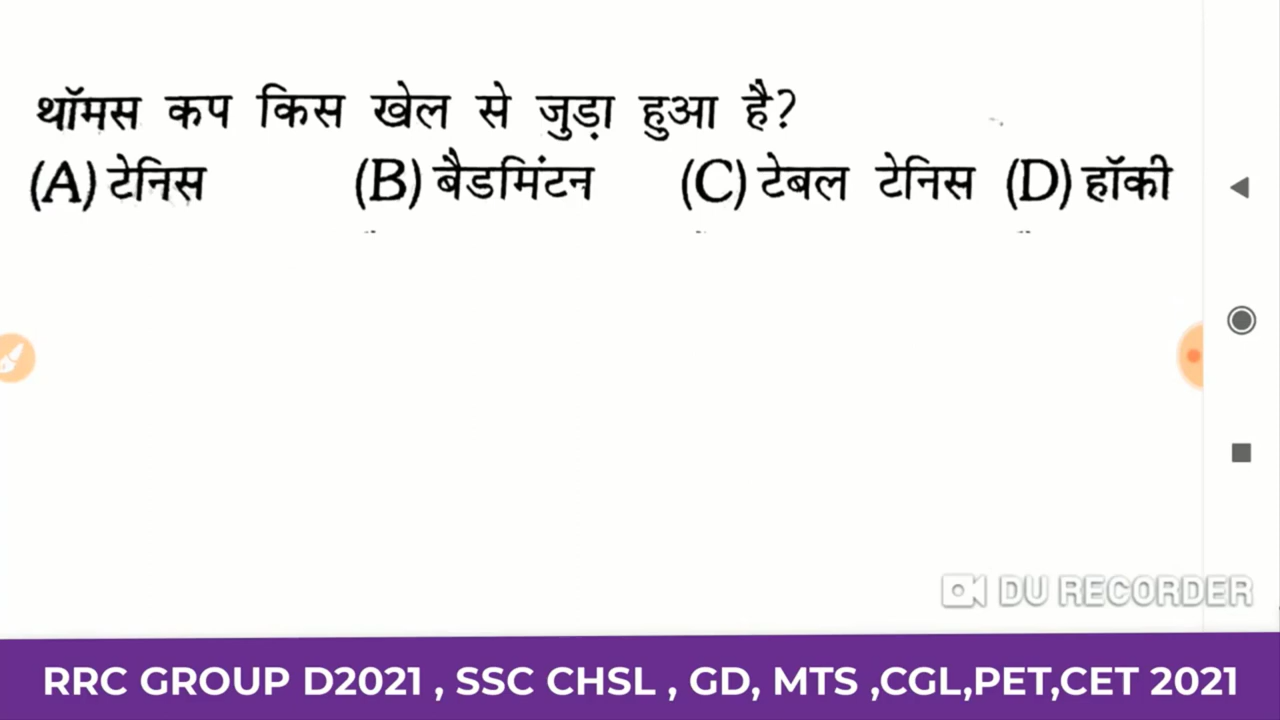 थॉमस कप किस खेल से जुड़ा हुआ है?
(A) टेनिस (B) बैडमिंटन (C) टेबल टेनिस (D) हॉकी
DU RECORDER
RRC GROUP D2021 , SSC CHSL , GD, MTS ,CGL,PET,CET 2021